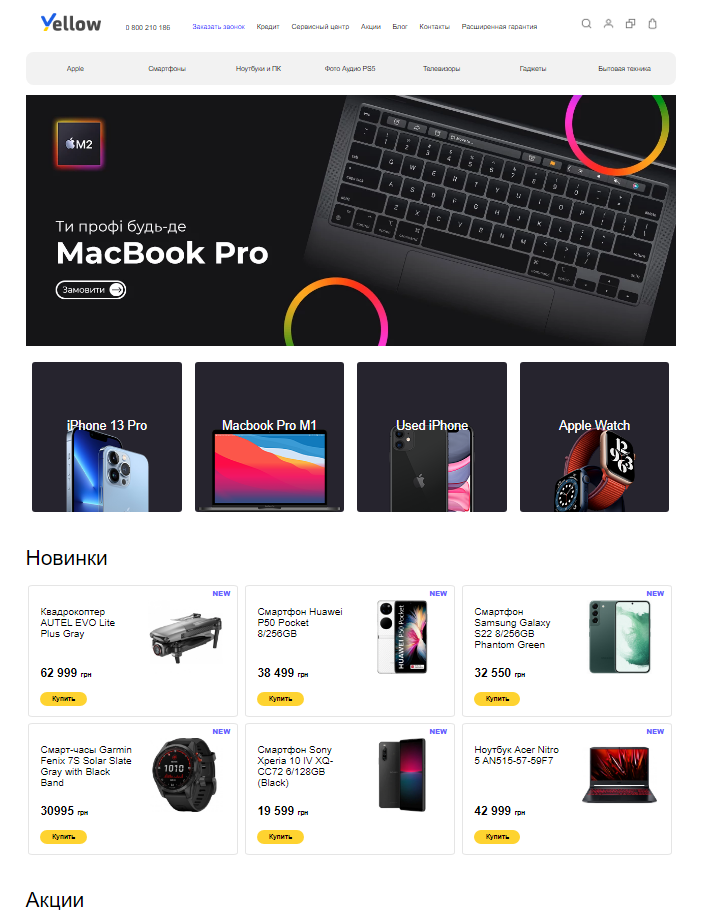 Yellow
0 800 210 186
Заказать звонок
Кредит
Сервисный центр
Акции
Блог
Контакты
Расширенная гарантия
Apple
Смартфоны
Ноутбуки и ПК
Фото Аудио PS5
Телевизоры
Гаджеты
Бытовая техника
M2
Ти профі будь-де
MacBook Pro
Замовити
iPhone 13 Pro
Macbook Pro M1
Used iPhone
Apple Watch
Новинки
NEW
Квадрокоптер
AUTEL EVO Lite
Plus Gray
62 999 грн
Купить
NEW
Смартфон Huawei
P50 Pocket
8/256GB
HUAWEI P50 Pocket
38 499 грн
Купить
NEW
Смартфон
Samsung Galaxy
S22 8/256GB
Phantom Green
32 550 грн
Купить
NEW
Смарт-часы Garmin
Fenix 7S Solar Slate
Gray with Black
Band
30995 грн
Купить
NEW
Смартфон Sony
Xperia 10 IV XQ-
CC72 6/128GB
(Black)
19 599 грн
Купить
NEW
Ноутбук Acer Nitro
5 AN515-57-59F7
42 999 грн
Купить
Акции